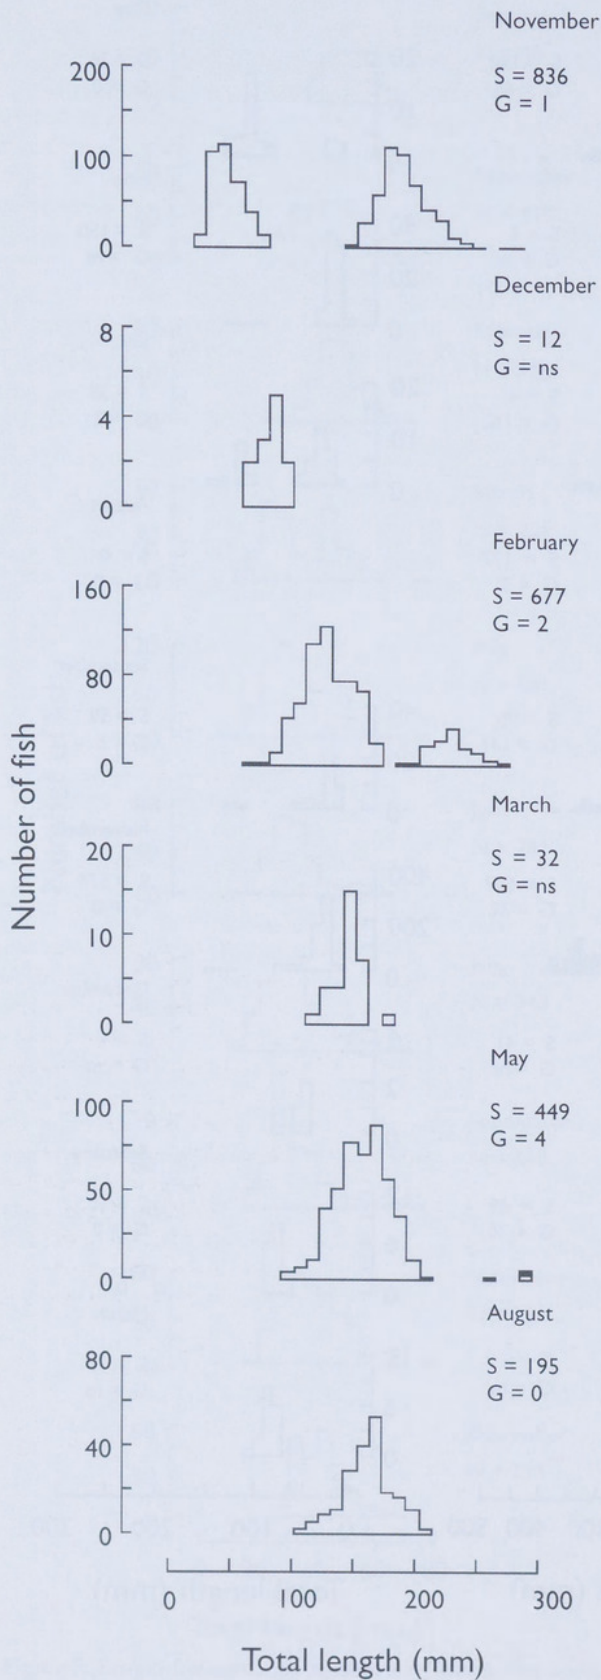 November
S = 836
G = 1
200
100
0
December
S = 12
G = ns
8
4
0
February
S = 677
G = 2
160
80
0
Number of fish
March
S = 32
G = ns
20
10
0
May
S = 449
G = 4
100
50
0
August
S = 195
G = 0
80
40
0
0 100 200 300
Total length (mm)